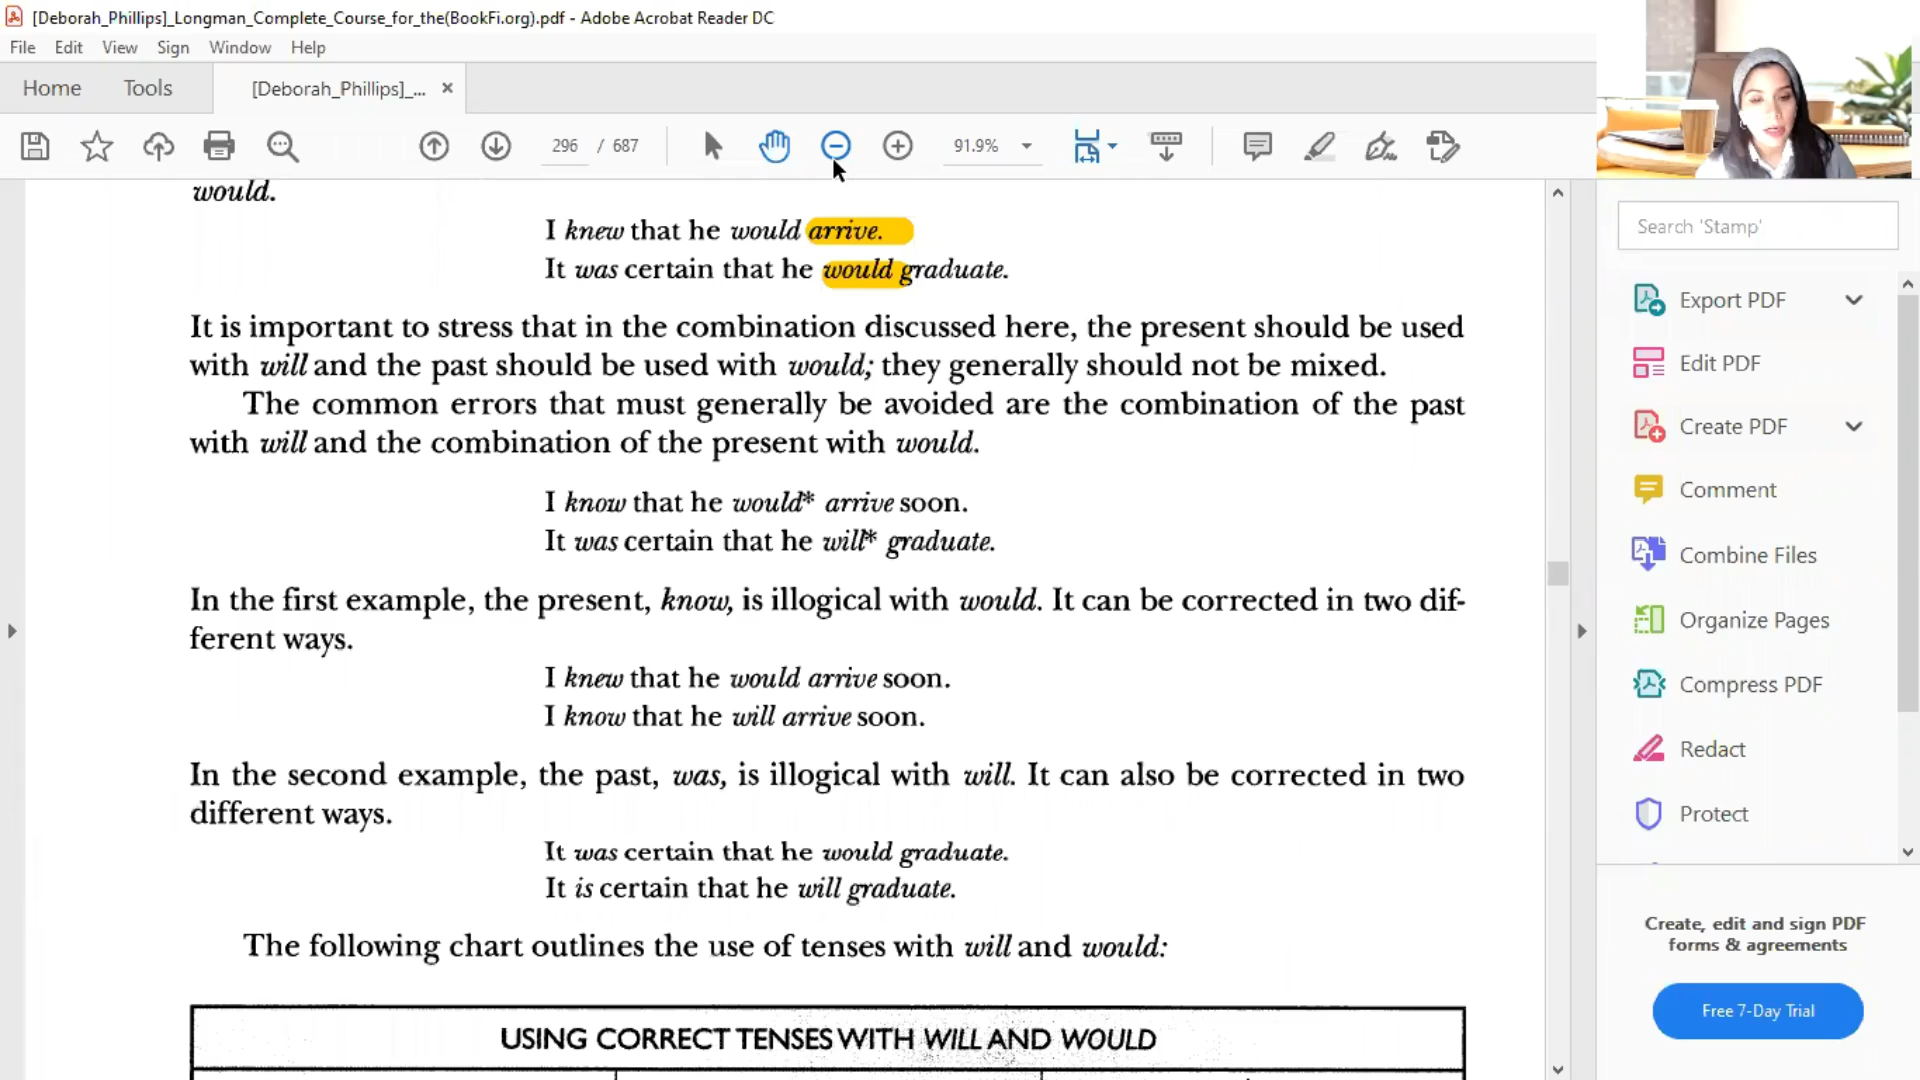 [Deborah_Phillips]_Longman_Complete_Course_for_the(BookFi.org).pdf - Adobe Acrobat Reader DC
File Edit View Sign Window Help
Home Tools [Deborah_Phillips]_... ×
296 / 687 91.9%
would.
I knew that he would arrive.
It was certain that he would graduate.
It is important to stress that in the combination discussed here, the present should be used
with will and the past should be used with would; they generally should not be mixed.
The common errors that must generally be avoided are the combination of the past
with will and the combination of the present with would.
I know that he would* arrive soon.
It was certain that he will* graduate.
In the first example, the present, know, is illogical with would. It can be corrected in two dif-
ferent ways.
I knew that he would arrive soon.
I know that he will arrive soon.
In the second example, the past, was, is illogical with will. It can also be corrected in two
different ways.
It was certain that he would graduate.
It is certain that he will graduate.
The following chart outlines the use of tenses with will and would:
USING CORRECT TENSES WITH WILL AND WOULD
Search 'Stamp'
Export PDF
Edit PDF
Create PDF
Comment
Combine Files
Organize Pages
Compress PDF
Redact
Protect
Create, edit and sign PDF
forms & agreements
Free 7-Day Trial